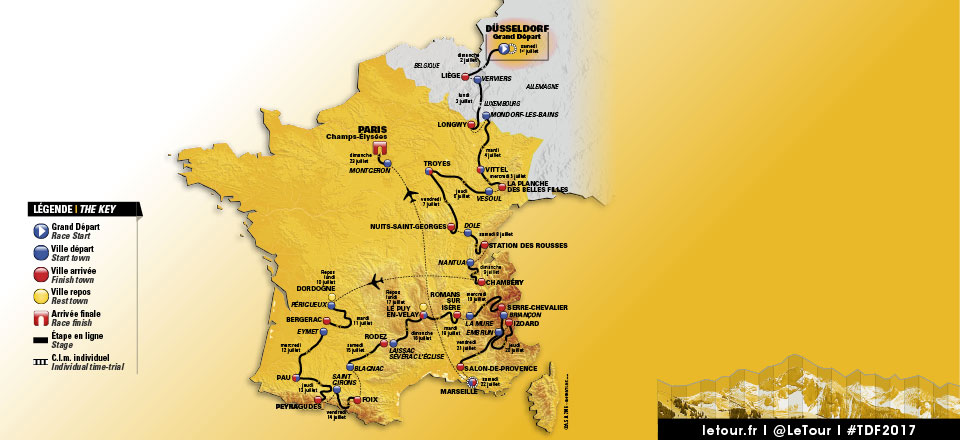 DÜSSELDORF
Grand Départ
samedi
1er juillet
dimanche
2 juillet
BELGIQUE
LIÈGE
VERVIERS
ALLEMAGNE
lundi
3 juillet
LUXEMBOURG
MONDORF-LES-BAINS
LONGWY
PARIS
Champs-Élysées
dimanche
23 juillet
MONTGERON
mardi
4 juillet
TROYES
VITTEL
mercredi 5 juillet
LA PLANCHE
DES BELLES FILLES
jeudi
6 juillet
VESOUL
vendredi
7 juillet
NUITS-SAINT-GEORGES
DOLE
samedi 8 juillet
STATION DES ROUSSES
NANTUA
dimanche
9 juillet
CHAMBÉRY
LÉGENDE | THE KEY
Grand Départ
Race Start
Ville départ
Start town
Ville arrivée
Finish town
Ville repos
Rest town
Arrivée finale
Race finish
Étape en ligne
Stage
C.l.m. individuel
Individual time-trial
Repos
lundi
10 juillet
DORDOGNE
PÉRIGUEUX
BERGERAC
mardi
11 juillet
EYMET
mercredi
12 juillet
PAU
jeudi
13 juillet
PEYRAGUDES
SAINT
GIRONS
vendredi
14 juillet
FOIX
BLAGNAC
samedi
15 juillet
RODEZ
LAISSAC
SÉVÉRAC L'ÉGLISE
dimanche
16 juillet
Repos
lundi
17 juillet
LE PUY
EN-VELAY
ROMANS
SUR
ISÈRE
mardi
18 juillet
mercredi
19 juillet
LA MURE
SERRE-CHEVALIER
BRIANÇON
IZOARD
EMBRUN
jeudi
20 juillet
vendredi
21 juillet
SALON-DE-PROVENCE
MARSEILLE
samedi
22 juillet
letour.fr | @LeTour | #TDF2017